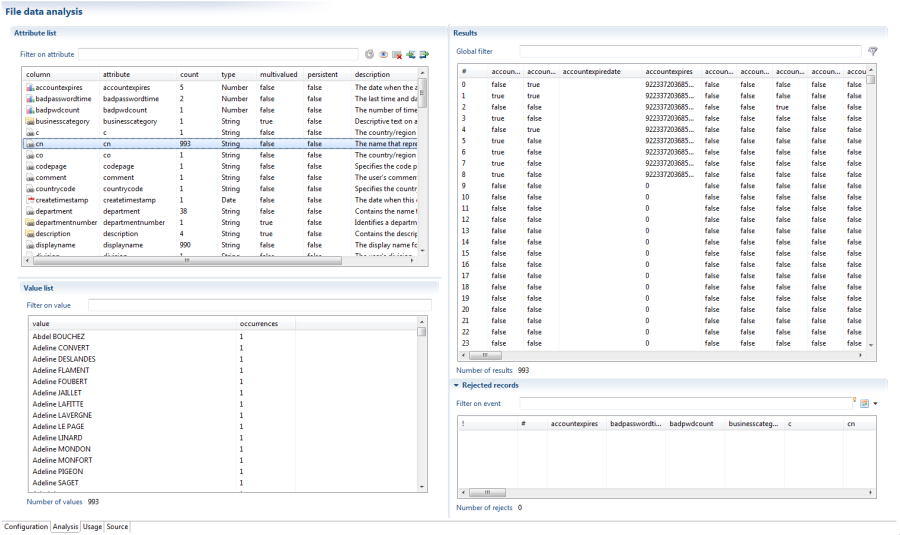 File data analysis
Attribute list
Filter on attribute
column attribute count type multivalued persistent description
accountexpires accountexpires 5 Number false false The date when the a
badpasswordtime badpasswordtime 2 Number false false The last time and da
badpwdcount badpwdcount 1 Number false false The number of time
businesscategory businesscategory 1 String true false Descriptive text on a
c c 1 String false false The country/region
cn cn 993 String false false The name that repre
co co 1 String false false The country/region
codepage codepage 1 String false false Specifies the code p
comment comment 1 String false false The user's commen
countrycode countrycode 1 String false false Specifies the countr
createtimestamp createtimestamp 1 Date false false The date when this
department department 38 String false false Contains the name f
departmentnumber departmentnumber 1 String true false Identifies a departm
description description 4 String true false Contains the descrip
displayname displayname 990 String false false The display name fo
division division 1 String false false The user's division
Value list
Filter on value
value occurrences
Abdel BOUCHEZ 1
Adeline CONVERT 1
Adeline DESLANDES 1
Adeline FLAMENT 1
Adeline FOUBERT 1
Adeline JAILLET 1
Adeline LAFITTE 1
Adeline LAVERGNE 1
Adeline LE PAGE 1
Adeline LINARD 1
Adeline MONDON 1
Adeline MONFORT 1
Adeline PIGEON 1
Adeline SAGET 1
Number of values 993
Configuration Analysis Usage Source
Results
Global filter
# accoun... accoun... accountexpiredate accountexpires accoun... accoun... accoun... accoun... accou
0 false true 922337203685... false false false false false
1 true true 922337203685... false false false false false
2 false false 922337203685... false false true false false
3 true false 922337203685... false false false false false
4 false true 922337203685... false false false false false
5 true false 922337203685... false false false false false
6 true false 922337203685... false false false false false
7 true false 922337203685... false false false false false
8 true false 922337203685... false false false false false
9 false false 0 false false false false false
10 false false 0 false false false false false
11 false false 0 false false false false false
12 false false 0 false false false false false
13 false false 0 false false false false false
14 false false 0 false false false false false
15 false false 0 false false false false false
16 false false 0 false false false false false
17 false false 0 false false false false false
18 false false 0 false false false false false
19 false false 0 false false false false false
20 false false 0 false false false false false
21 false false 0 false false false false false
22 false false 0 false false false false false
23 false false 0 false false false false false
Number of results 993
Rejected records
Filter on event
! # accountexpires badpasswordti... badpwdcount businesscateg... c cn
Number of rejects 0